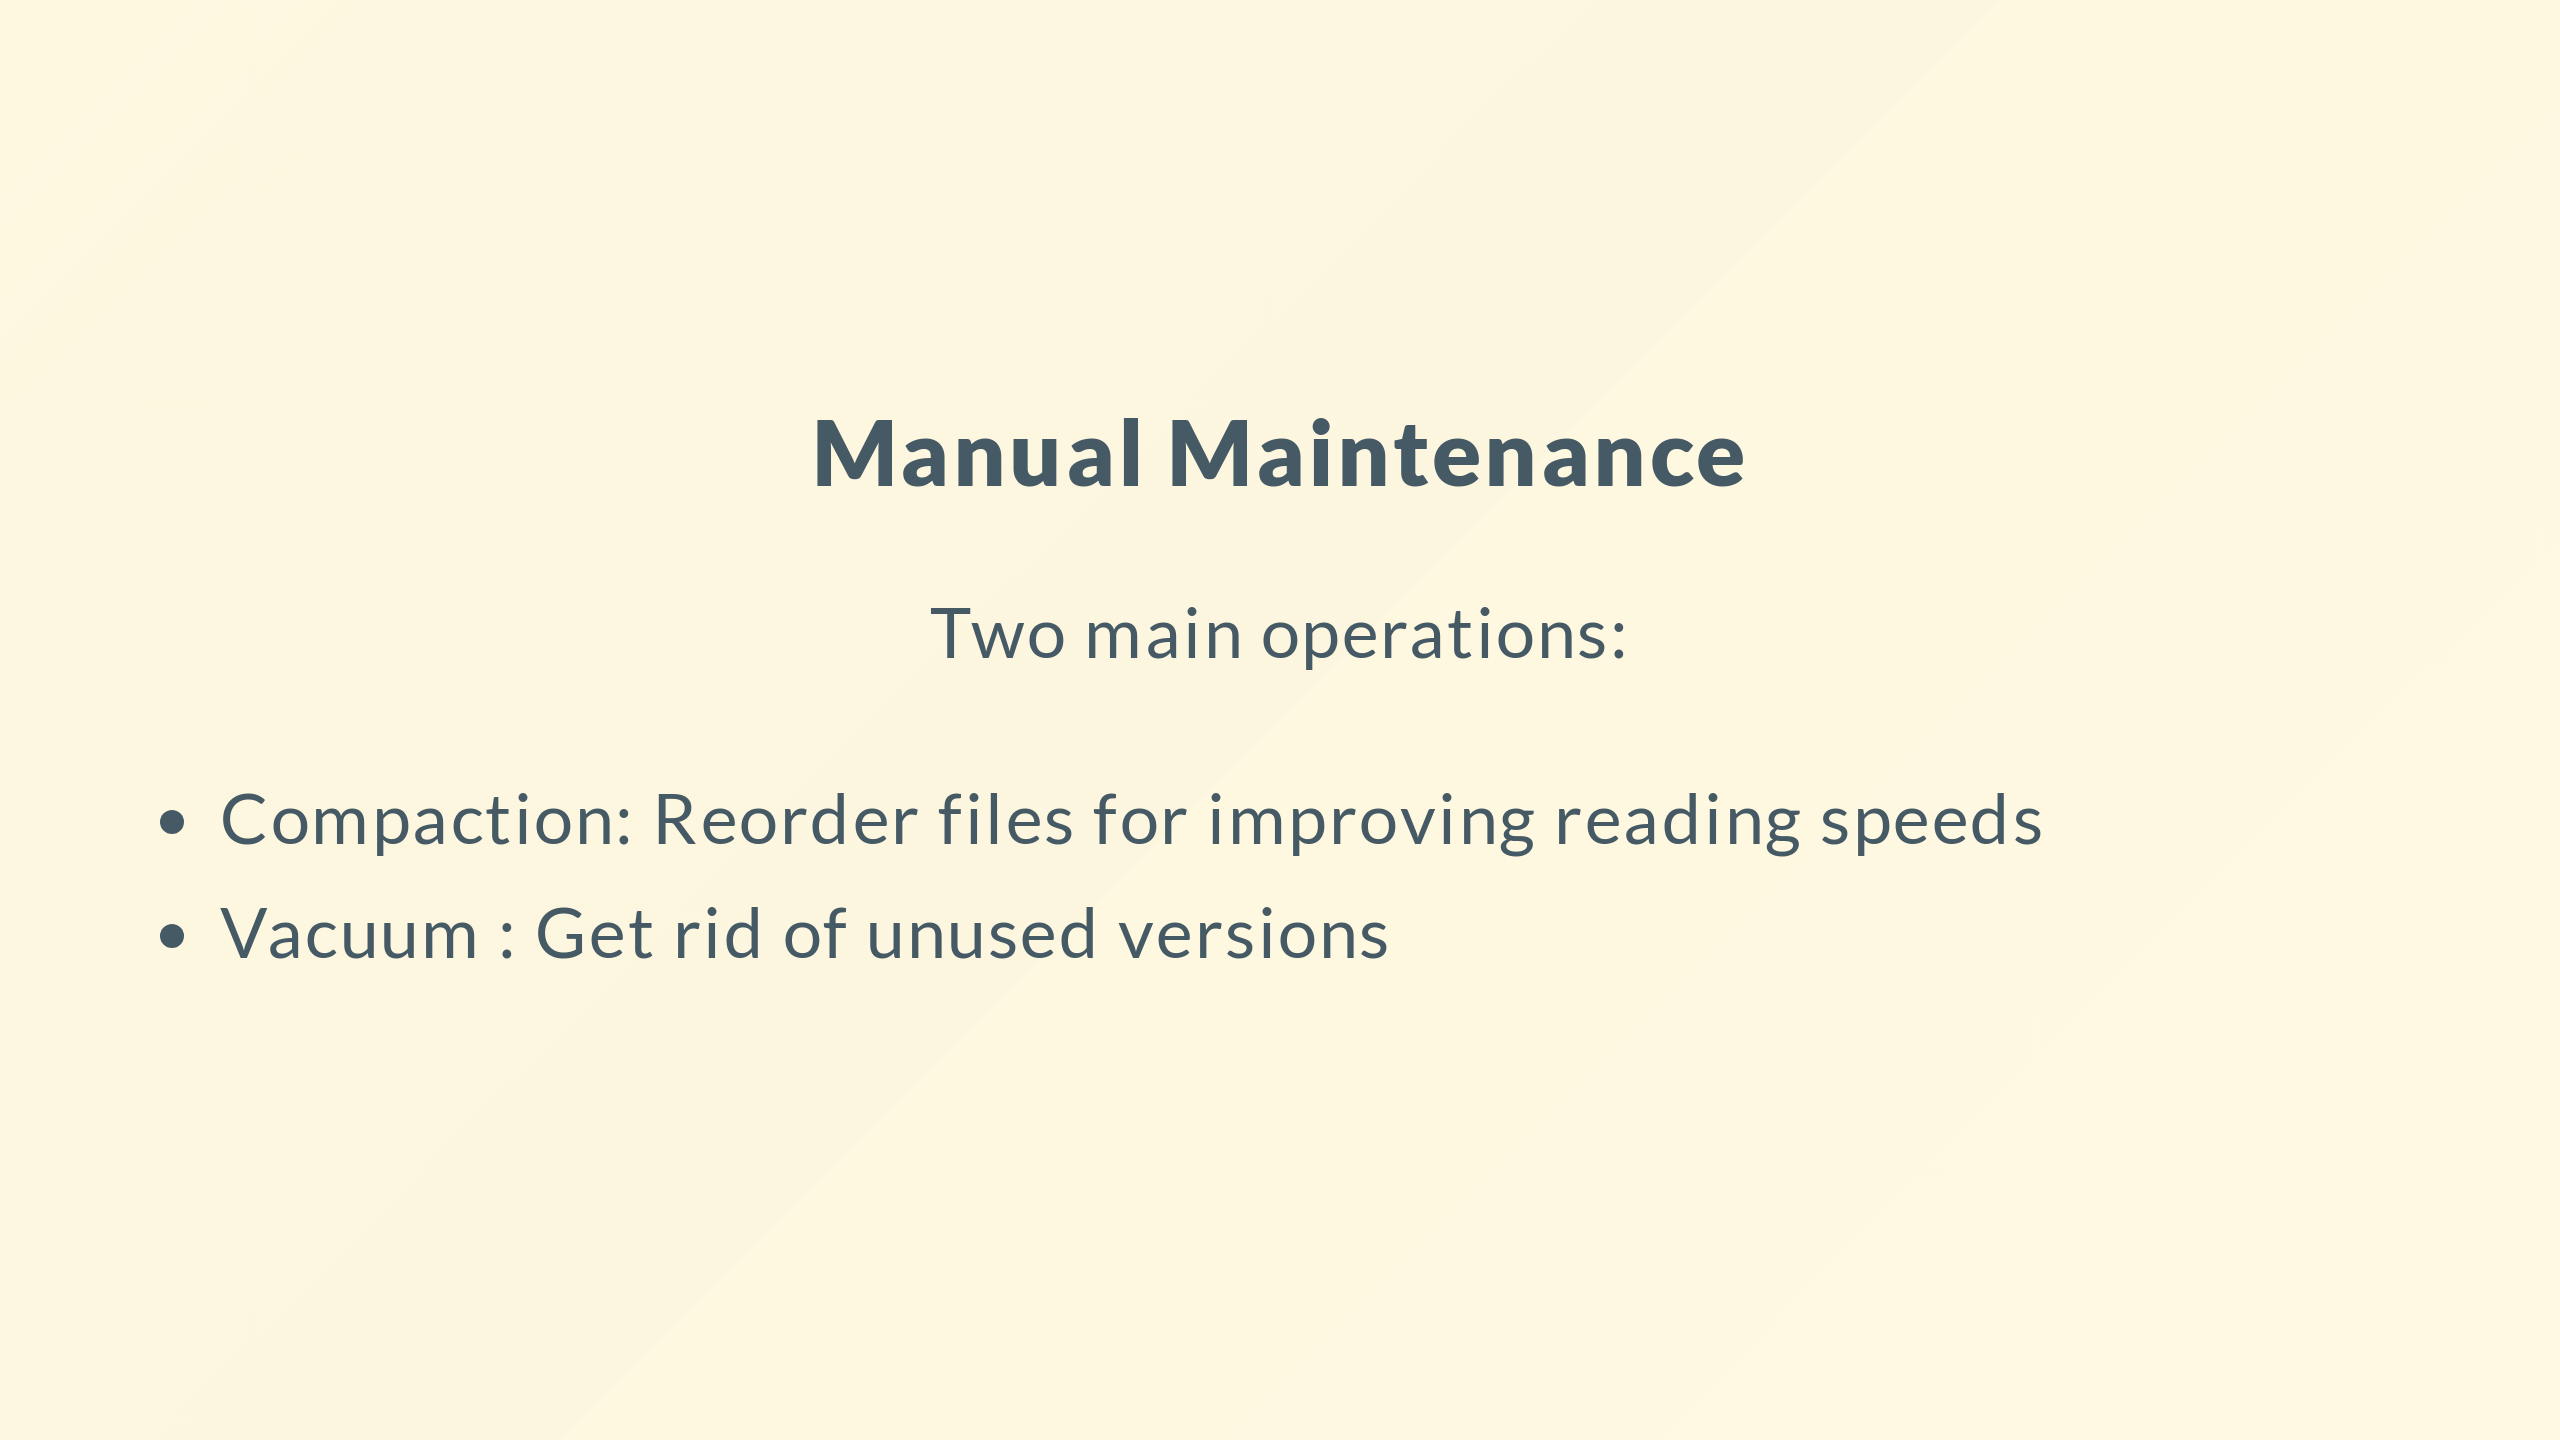 Manual Maintenance
Two main operations:
• Compaction: Reorder files for improving reading speeds
• Vacuum : Get rid of unused versions